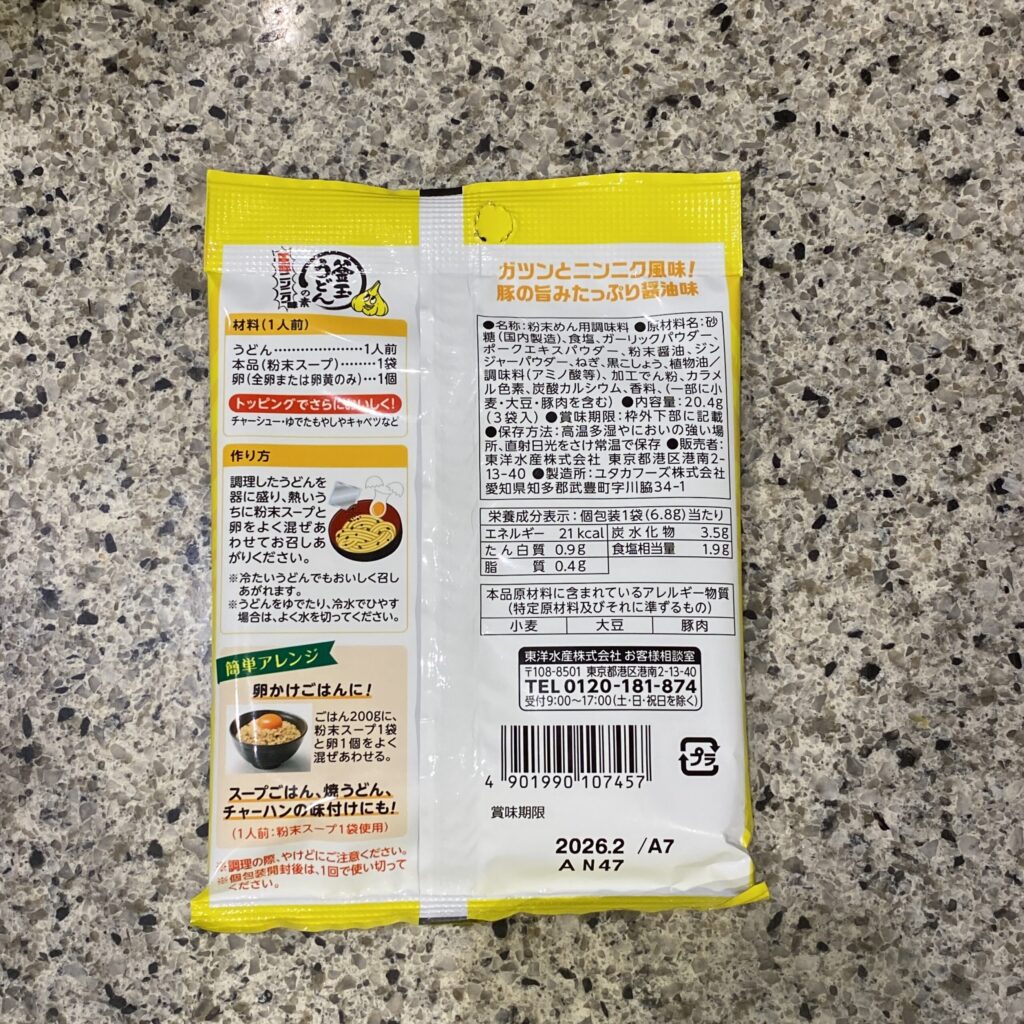 釜玉
うどん
の素
ニンニク味
材料(1人前)
うどん…………………1人前
本品(粉末スープ)………1袋
卵(全卵または卵黄のみ)…1個
トッピングでさらにおいしく!
チャーシュー・ゆでたもやしやキャベツなど
作り方
調理したうどんを
器に盛り、熱いう
ちに粉末スープと
卵をよく混ぜあ
わせてお召しあ
がりください。
※冷たいうどんでもおいしく召し
あがれます。
※うどんをゆでたり、冷水でひやす
場合は、よく水を切ってください。
簡単アレンジ
卵かけごはんに!
ごはん200gに、
粉末スープ1袋
と卵1個をよく
混ぜあわせる。
スープごはん、焼うどん、
チャーハンの味付けにも!
(1人前:粉末スープ1袋使用)
※調理の際、やけどにご注意ください。
※個包装開封後は、1回で使い切って
ください。
ガツンとニンニク風味!
豚の旨みたっぷり醤油味
●名称:粉末めん用調味料 ●原材料名:砂
糖(国内製造)、食塩、ガーリックパウダー、
ポークエキスパウダー、粉末醤油、ジン
ジャーパウダー、ねぎ、黒こしょう、植物油/
調味料(アミノ酸等)、加工でん粉、カラメ
ル色素、炭酸カルシウム、香料、(一部に小
麦・大豆・豚肉を含む) ●内容量:20.4g
(3袋入) ●賞味期限:枠外下部に記載
●保存方法:高温多湿やにおいの強い場
所、直射日光をさけ常温で保存 ●販売者:
東洋水産株式会社 東京都港区港南2-
13-40 ●製造所:ユタカフーズ株式会社
愛知県知多郡武豊町字川脇34-1
栄養成分表示:個包装1袋(6.8g)当たり
エネルギー 21kcal 炭水化物 3.5g
たん白質 0.9g 食塩相当量 1.9g
脂質 0.4g
本品原材料に含まれているアレルギー物質
(特定原材料及びそれに準ずるもの)
小麦 大豆 豚肉
東洋水産株式会社 お客様相談室
〒108-8501 東京都港区港南2-13-40
TEL 0120-181-874
受付9:00〜17:00(土・日・祝日を除く)
4 901990 107457
プラ
賞味期限
2026.2 /A7
A N47